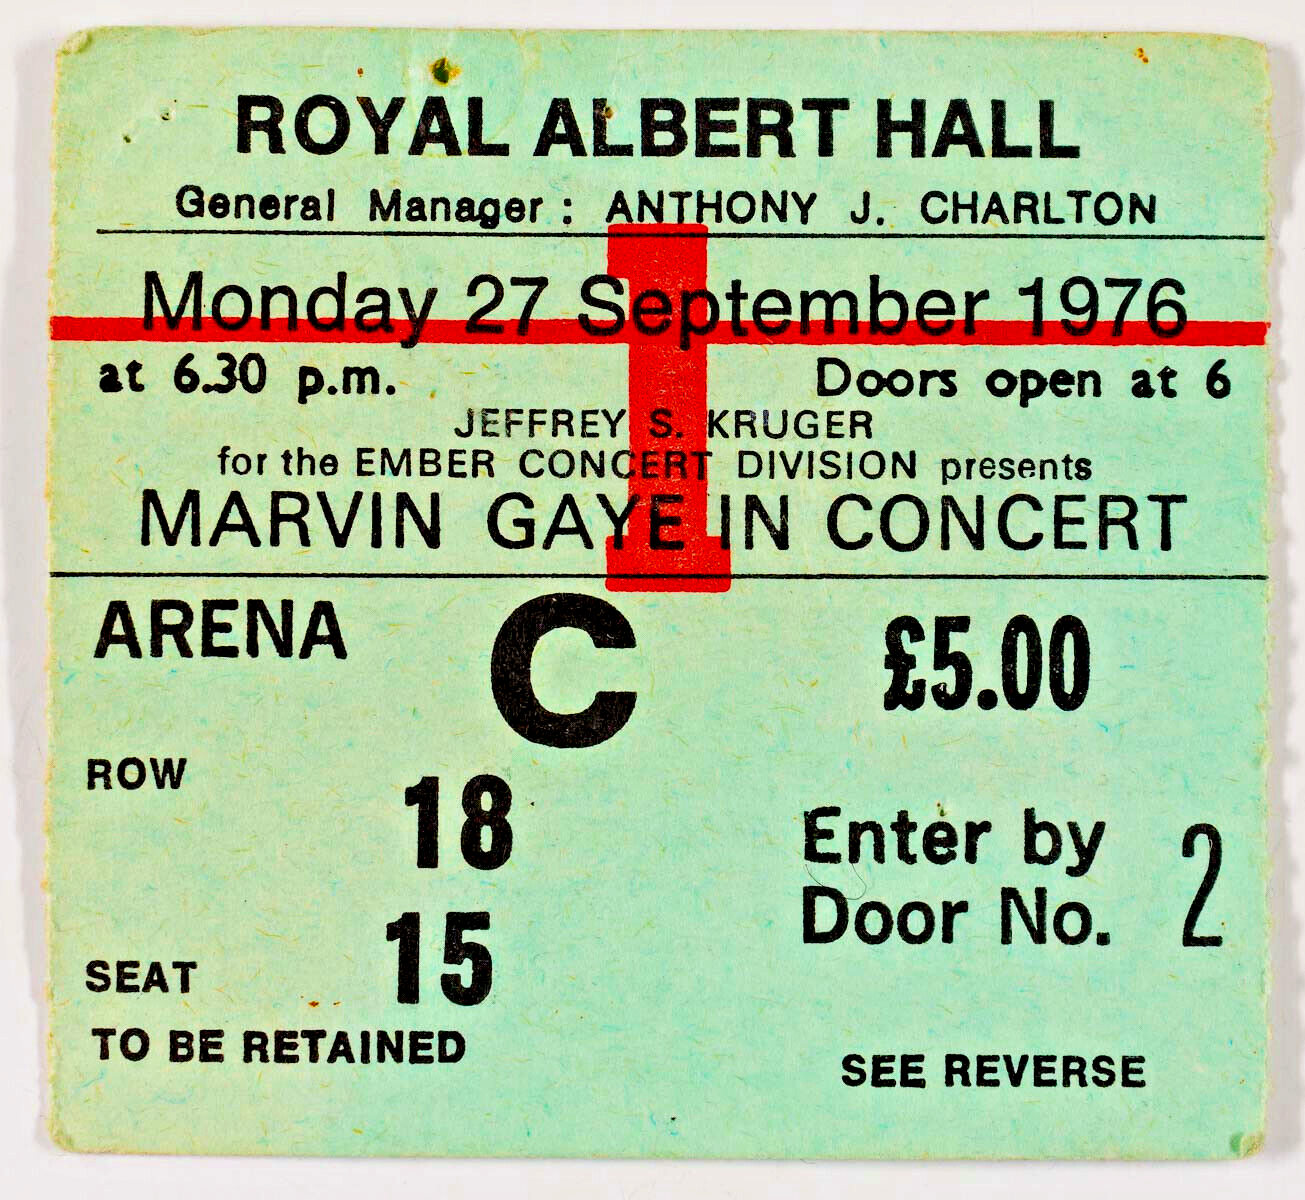 ROYAL ALBERT HALL
General Manager: ANTHONY J. CHARLTON
Monday 27 September 1976
at 6.30 p.m. Doors open at 6
1
JEFFREY S. KRUGER
for the EMBER CONCERT DIVISION presents
MARVIN GAYE IN CONCERT
ARENA C £5.00
ROW 18
Enter by
Door No. 2
SEAT 15
TO BE RETAINED
SEE REVERSE